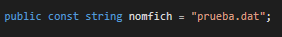 public const string nomfich = "prueba.dat";